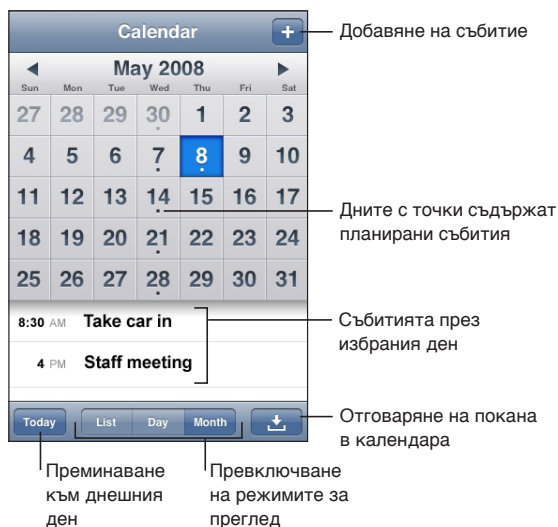 Calendar
+
Добавяне на събитие
May 2008
Sun Mon Tue Wed Thu Fri Sat
27 28 29 30 1 2 3
4 5 6 7 8 9 10
11 12 13 14 15 16 17
Дните с точки съдържат
планирани събития
18 19 20 21 22 23 24
25 26 27 28 29 30 31
8:30 AM Take car in
4 PM Staff meeting
Събитията през
избрания ден
Today List Day Month
Отговаряне на покана
в календара
Преминаване
към днешния
ден
Превключване
на режимите за
преглед